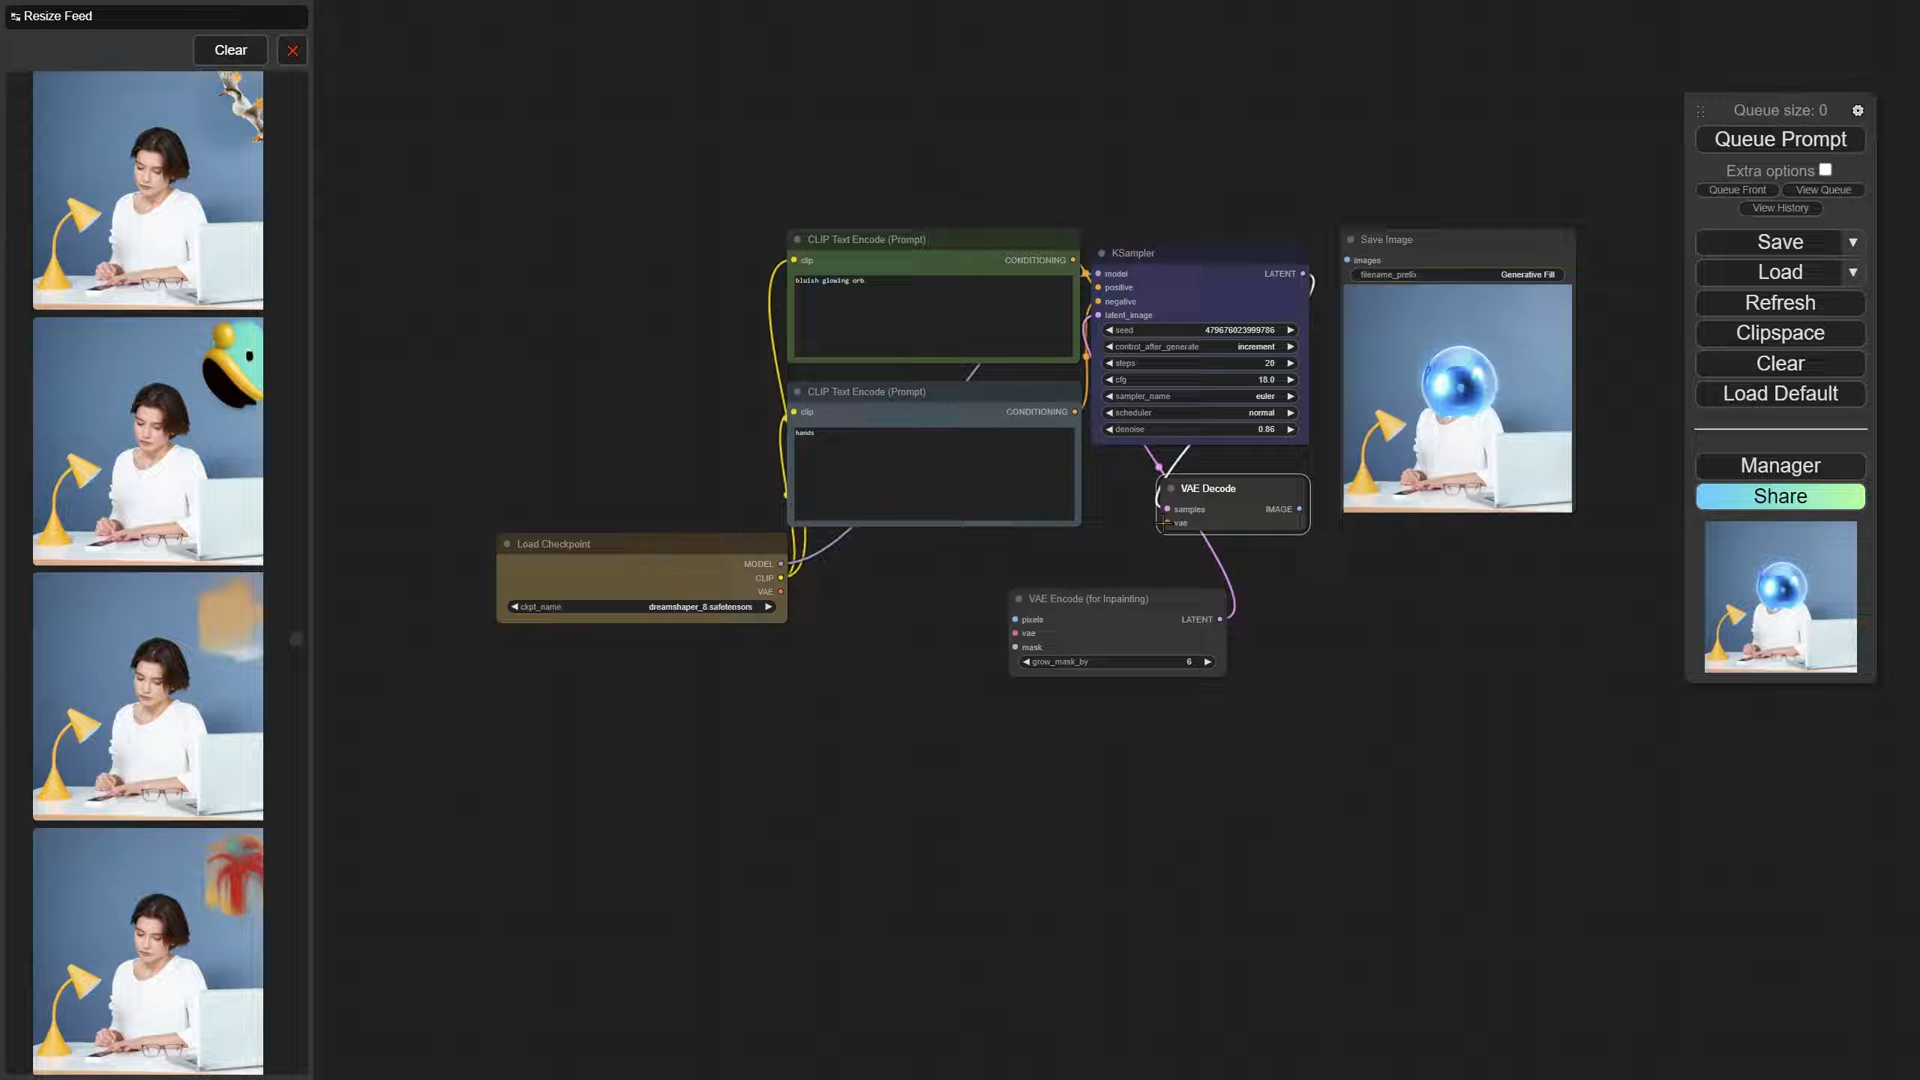 Resize Feed
Clear
CLIP Text Encode (Prompt)
clip
CONDITIONING
bluish glowing orb
CLIP Text Encode (Prompt)
clip
CONDITIONING
hands
Load Checkpoint
MODEL
CLIP
VAE
ckpt_name
dreamshaper_8.safetensors
KSampler
model
LATENT
positive
negative
latent_image
seed
479676023999786
control_after_generate
increment
steps
20
cfg
18.0
sampler_name
euler
scheduler
normal
denoise
0.86
VAE Decode
samples
IMAGE
vae
VAE Encode (for Inpainting)
pixels
LATENT
vae
mask
grow_mask_by
6
Save Image
images
filename_prefix
Generative Fill
Queue size: 0
Queue Prompt
Extra options
Queue Front
View Queue
View History
Save
Load
Refresh
Clipspace
Clear
Load Default
Manager
Share